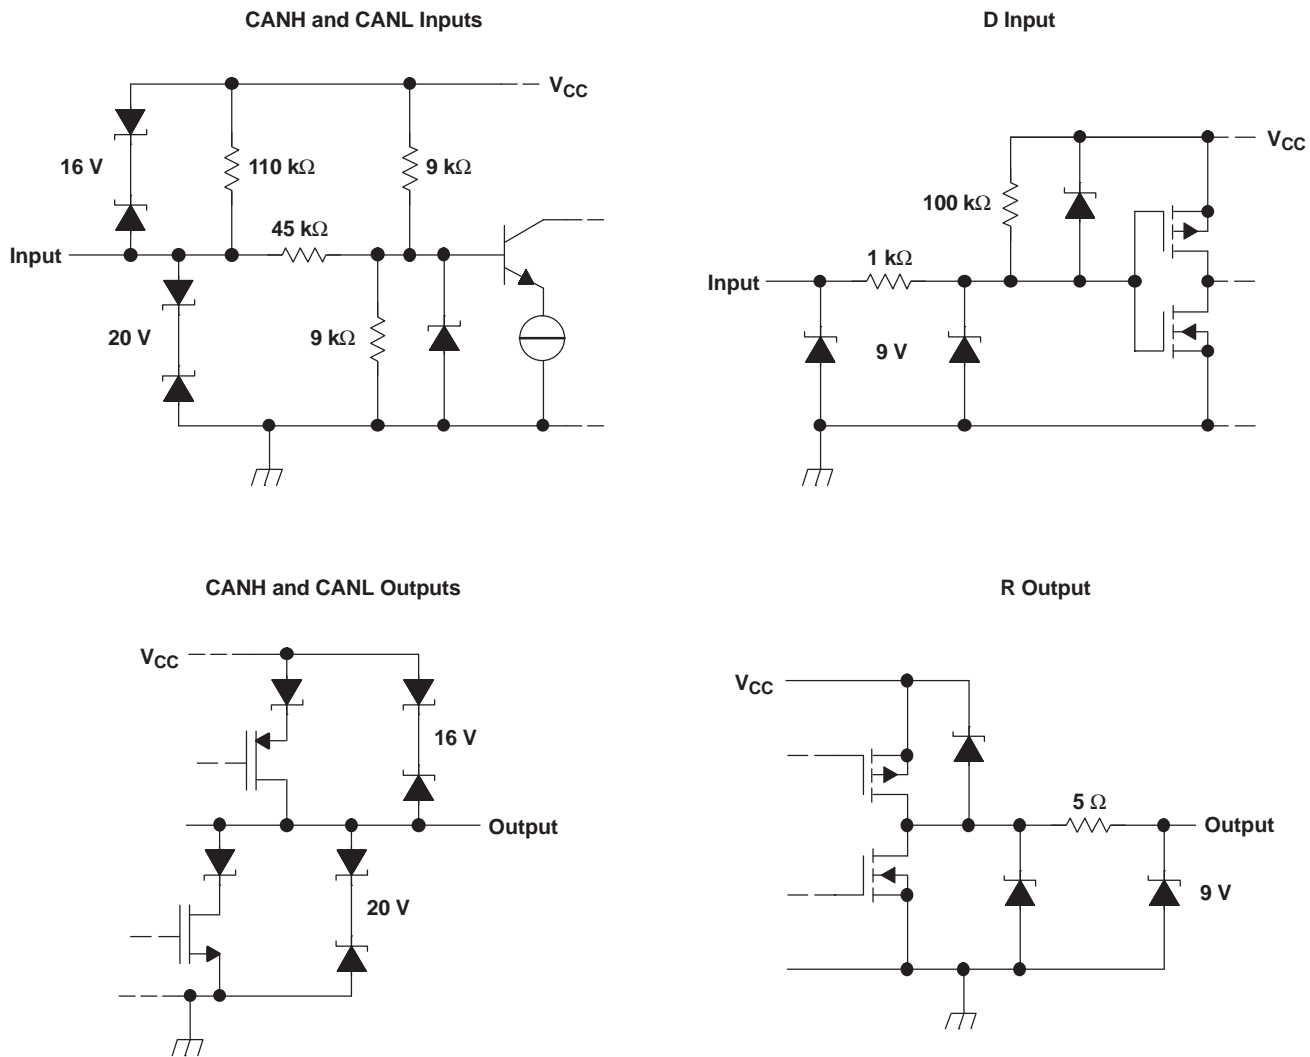 CANH and CANL Inputs
D Input
VCC
16 V
110 kΩ
9 kΩ
45 kΩ
Input
20 V
9 kΩ
VCC
100 kΩ
1 kΩ
Input
9 V
CANH and CANL Outputs
R Output
VCC
16 V
Output
20 V
VCC
5 Ω
Output
9 V